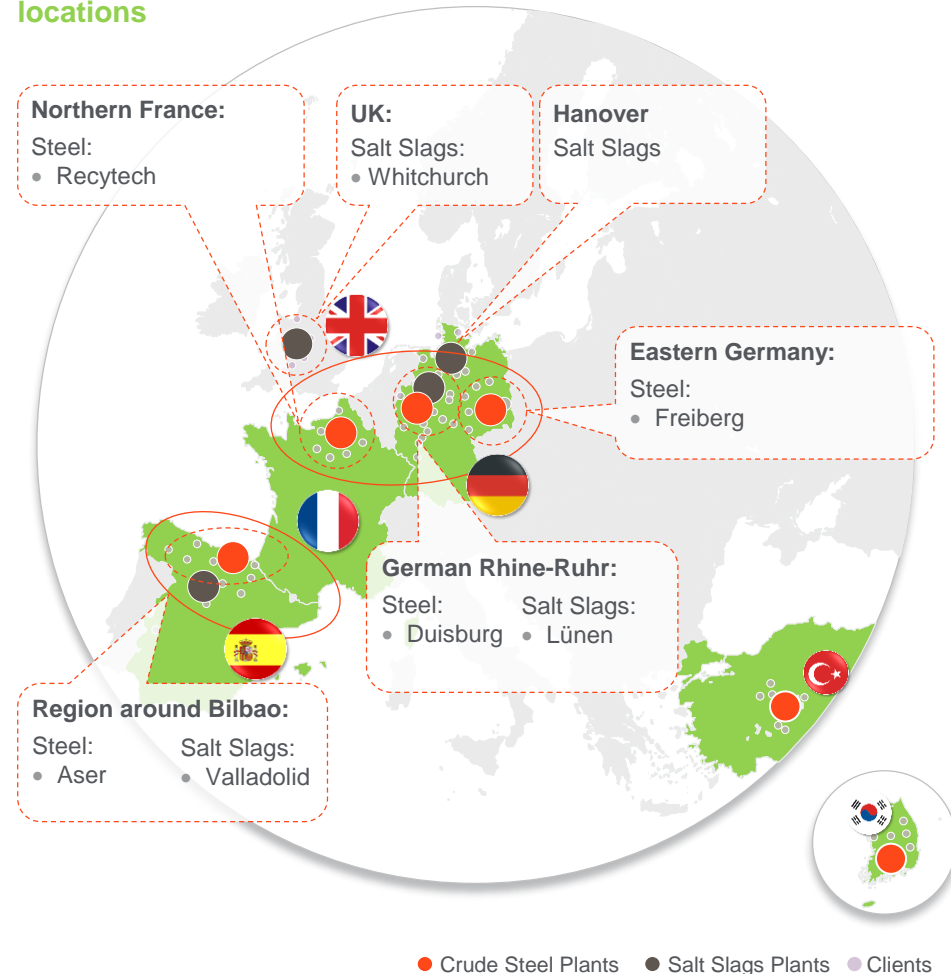 locations
Northern France:
Steel:
• Recytech
UK:
Salt Slags:
• Whitchurch
Hanover
Salt Slags
Eastern Germany:
Steel:
• Freiberg
German Rhine-Ruhr:
Steel: Salt Slags:
• Duisburg • Lünen
Region around Bilbao:
Steel: Salt Slags:
• Aser • Valladolid
Crude Steel Plants Salt Slags Plants Clients